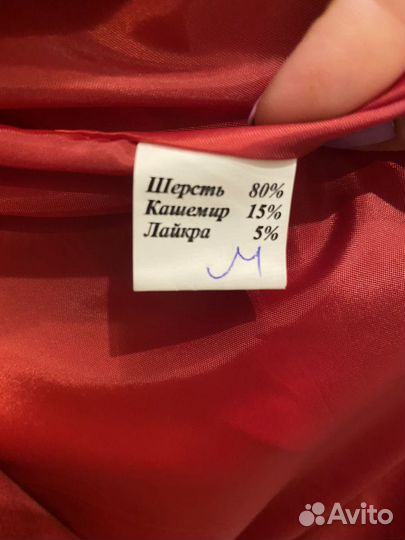 Шерсть 80%
Кашемир 15%
Лайкра 5%
М
Avito